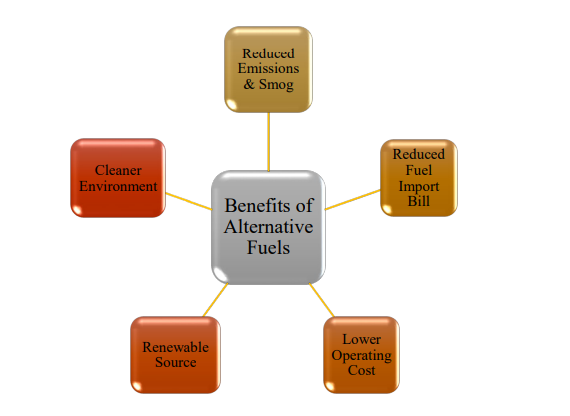 Reduced
Emissions
& Smog
Cleaner
Environment
Reduced
Fuel
Import
Bill
Benefits of
Alternative
Fuels
Renewable
Source
Lower
Operating
Cost